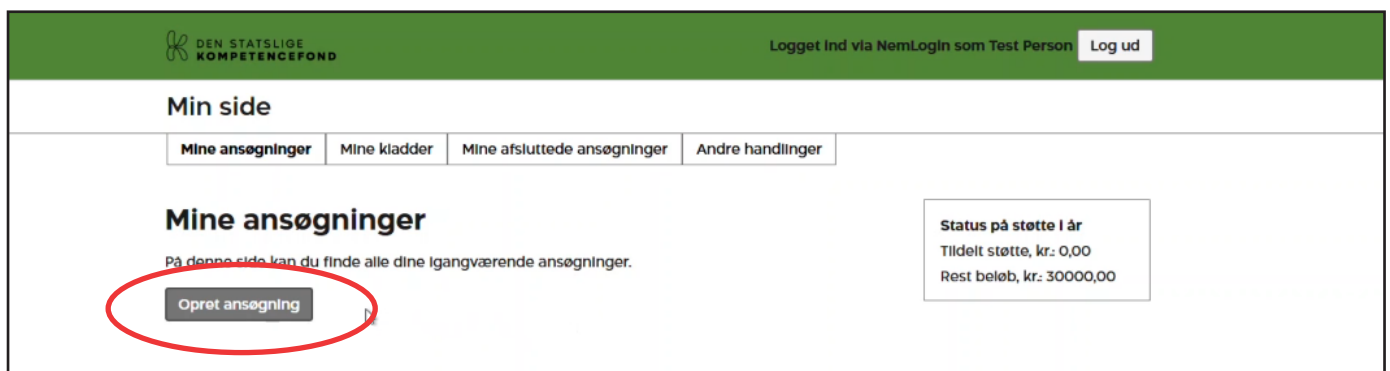 DEN STATSLIGE
KOMPETENCEFOND
Logget ind via NemLogin som Test Person
Log ud
Min side
Mine ansøgninger
Mine kladder
Mine afsluttede ansøgninger
Andre handlinger
Mine ansøgninger
På denne side kan du finde alle dine igangværende ansøgninger.
Opret ansøgning
Status på støtte i år
Tildelt støtte, kr.: 0,00
Rest beløb, kr.: 30000,00